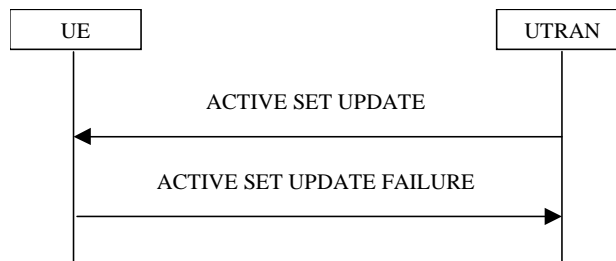 UE
UTRAN
ACTIVE SET UPDATE
ACTIVE SET UPDATE FAILURE